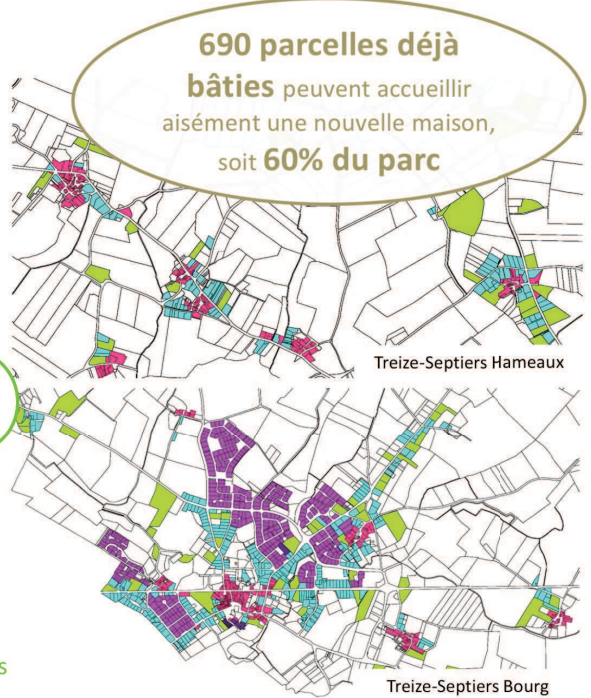 690 parcelles déjà
bâties peuvent accueillir
aisément une nouvelle maison,
soit 60% du parc
Treize-Septiers Hameaux
Treize-Septiers Bourg
s